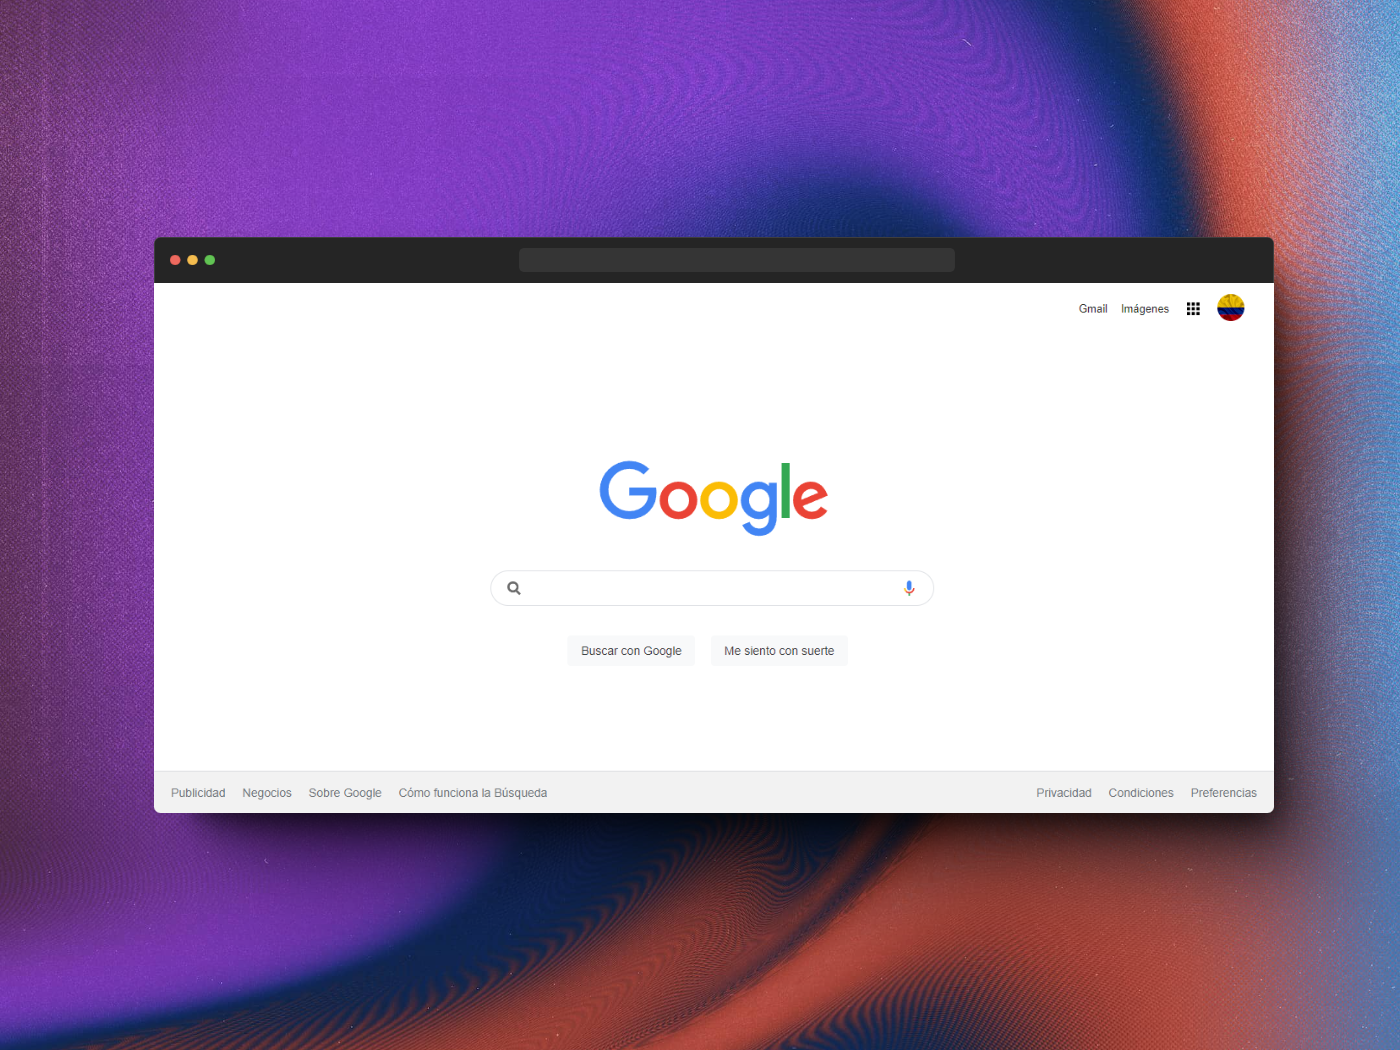 Gmail Imágenes
Google
Buscar con Google Me siento con suerte
Publicidad Negocios Sobre Google Cómo funciona la Búsqueda Privacidad Condiciones Preferencias